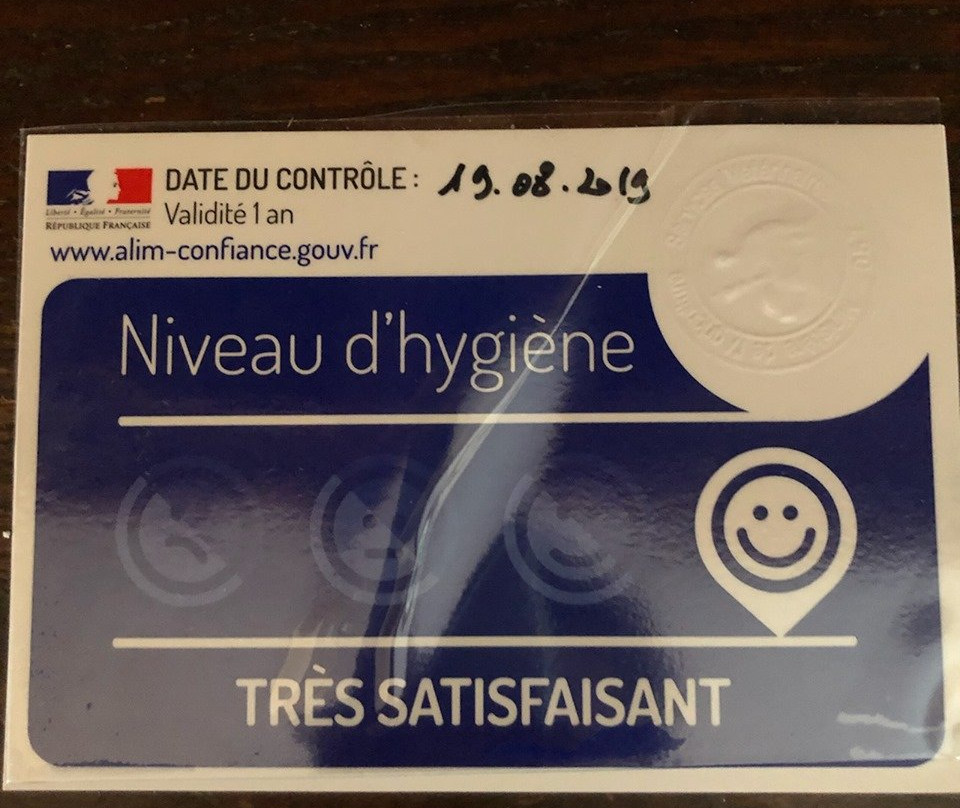 DATE DU CONTRÔLE : 19.08.2019
Validité 1 an
Liberté • Égalité • Fraternité
RÉPUBLIQUE FRANÇAISE
www.alim-confiance.gouv.fr
Niveau d'hygiène
TRÈS SATISFAISANT